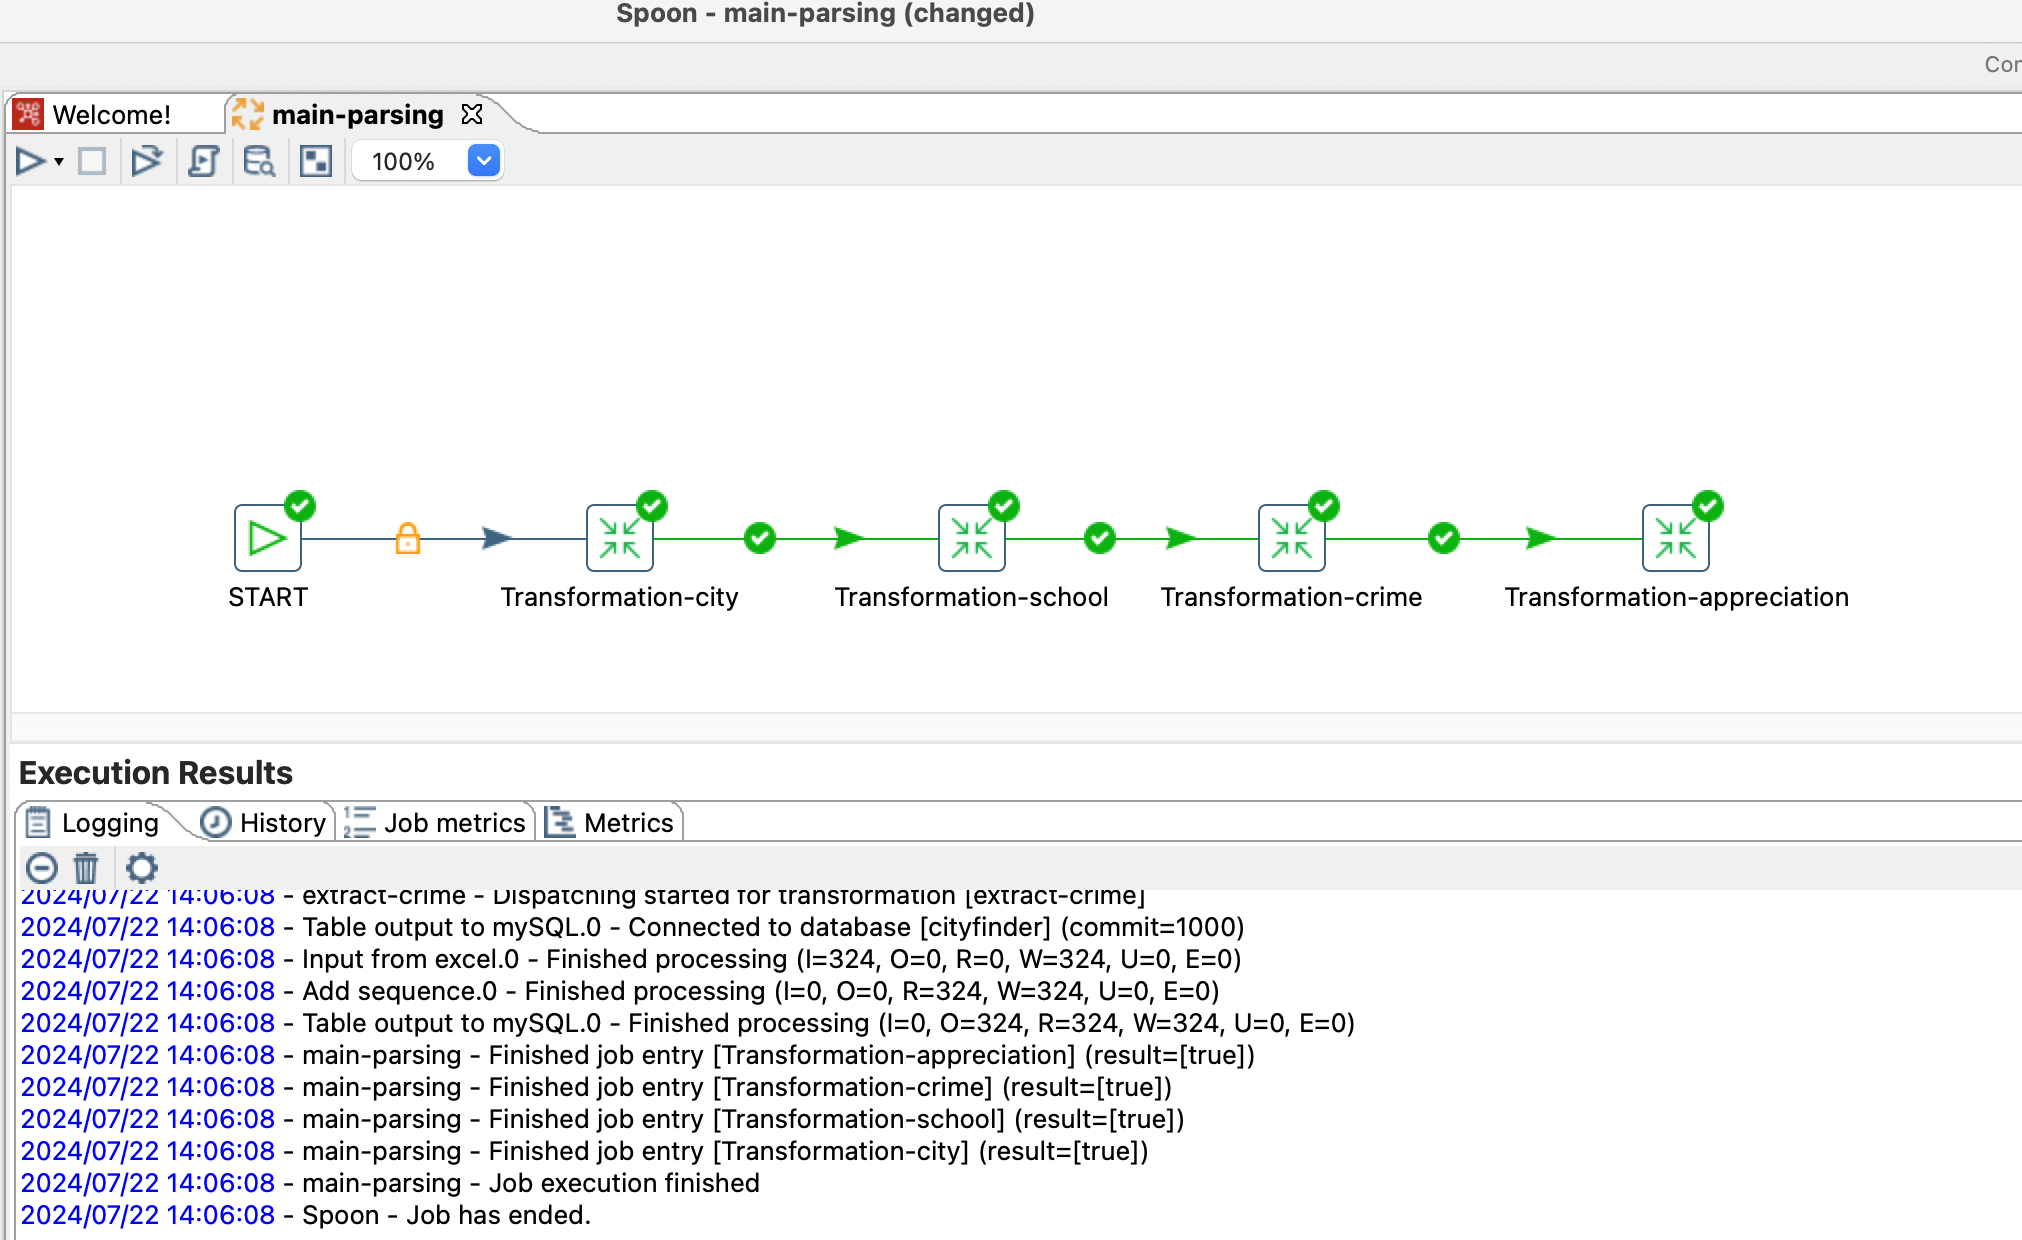 Spoon - main-parsing (changed)
Welcome!
main-parsing
100%
START
Transformation-city
Transformation-school
Transformation-crime
Transformation-appreciation
Execution Results
Logging
History
Job metrics
Metrics
2024/07/22 14:06:08 - extract-crime - Dispatching started for transformation [extract-crime]
2024/07/22 14:06:08 - Table output to mySQL.0 - Connected to database [cityfinder] (commit=1000)
2024/07/22 14:06:08 - Input from excel.0 - Finished processing (I=324, O=0, R=0, W=324, U=0, E=0)
2024/07/22 14:06:08 - Add sequence.0 - Finished processing (I=0, O=0, R=324, W=324, U=0, E=0)
2024/07/22 14:06:08 - Table output to mySQL.0 - Finished processing (I=0, O=324, R=324, W=324, U=0, E=0)
2024/07/22 14:06:08 - main-parsing - Finished job entry [Transformation-appreciation] (result=[true])
2024/07/22 14:06:08 - main-parsing - Finished job entry [Transformation-crime] (result=[true])
2024/07/22 14:06:08 - main-parsing - Finished job entry [Transformation-school] (result=[true])
2024/07/22 14:06:08 - main-parsing - Finished job entry [Transformation-city] (result=[true])
2024/07/22 14:06:08 - main-parsing - Job execution finished
2024/07/22 14:06:08 - Spoon - Job has ended.